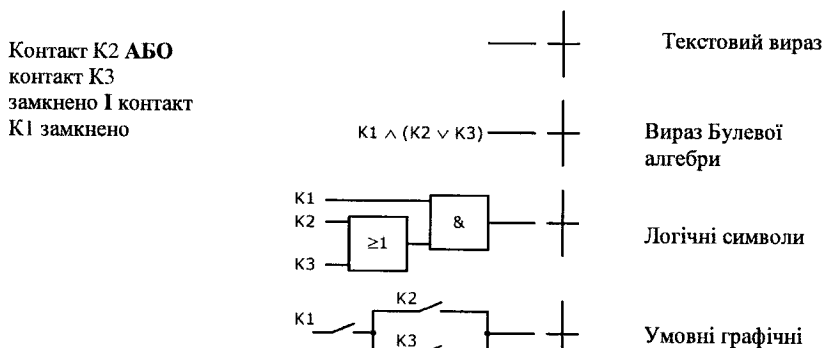 Контакт К2 АБО
контакт К3
замкнено І контакт
К1 замкнено
Текстовий вираз
K1 ∧ (K2 ∨ K3)
Вираз Булевої
алгебри
K1
K2
K3
≥1
&
Логічні символи
K1
K2
K3
Умовні графічні